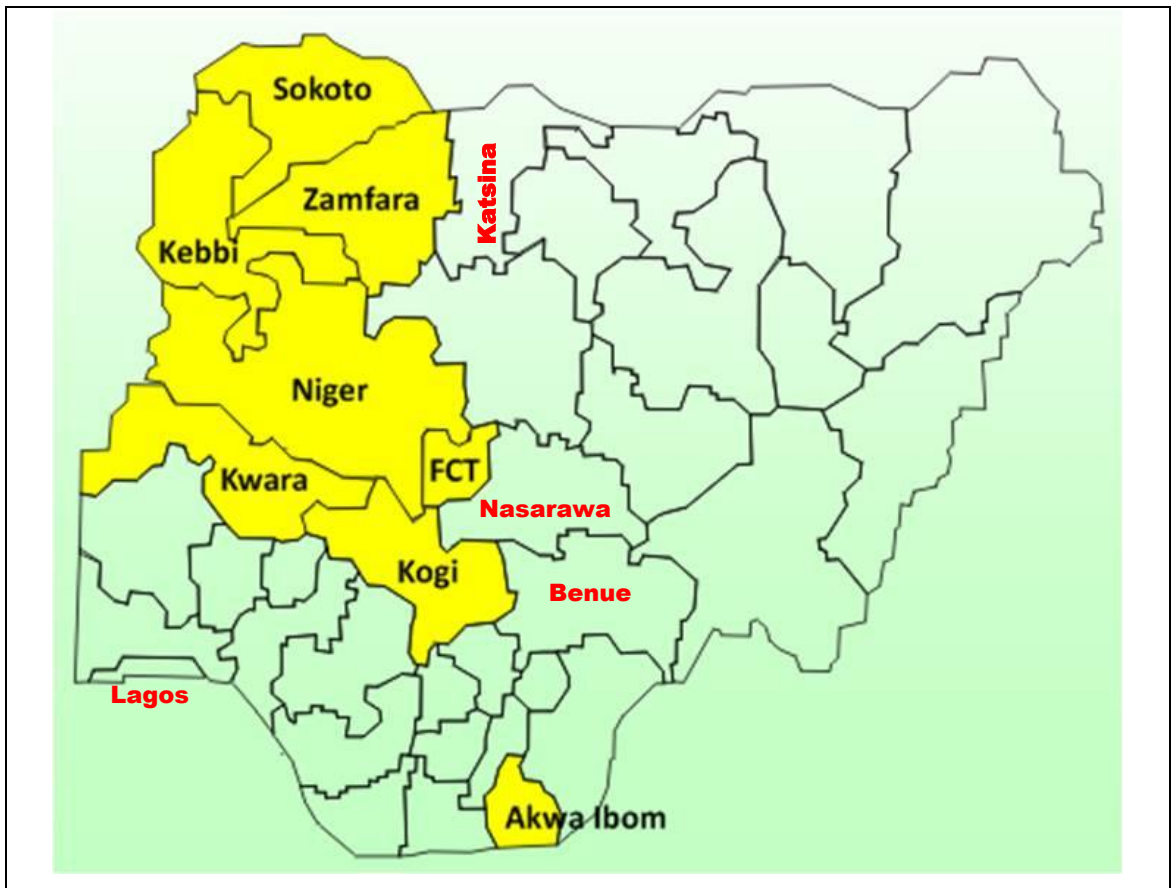 Sokoto
Katsina
Zamfara
Kebbi
Niger
FCT
Kwara
Nasarawa
Kogi
Benue
Lagos
Akwa Ibom